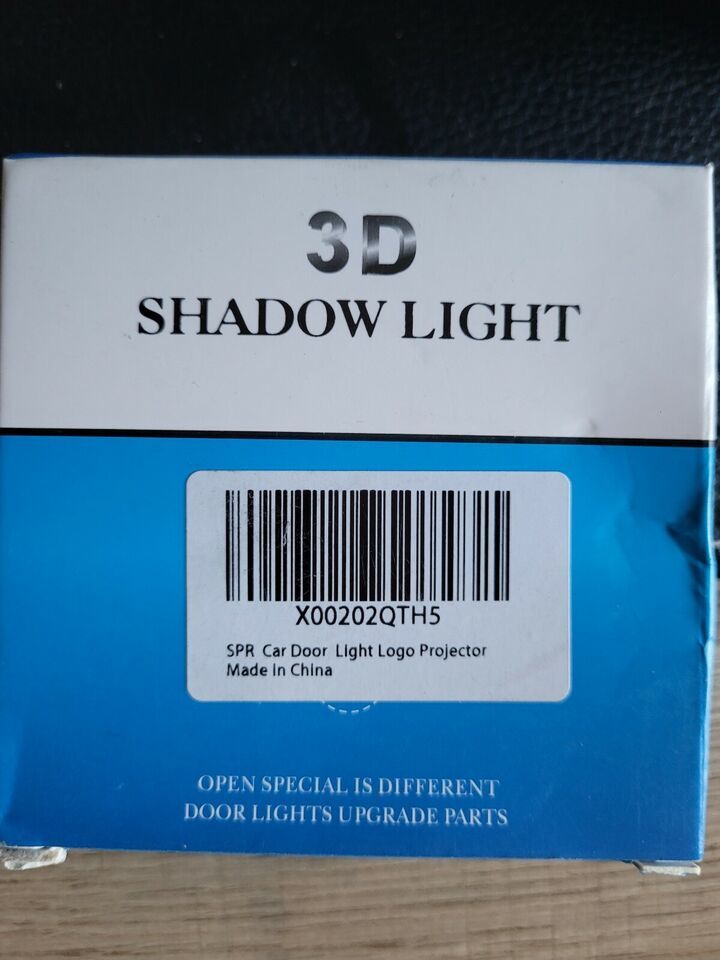 3D
SHADOW LIGHT
X00202QTH5
SPR Car Door Light Logo Projector
Made in China
OPEN SPECIAL IS DIFFERENT
DOOR LIGHTS UPGRADE PARTS